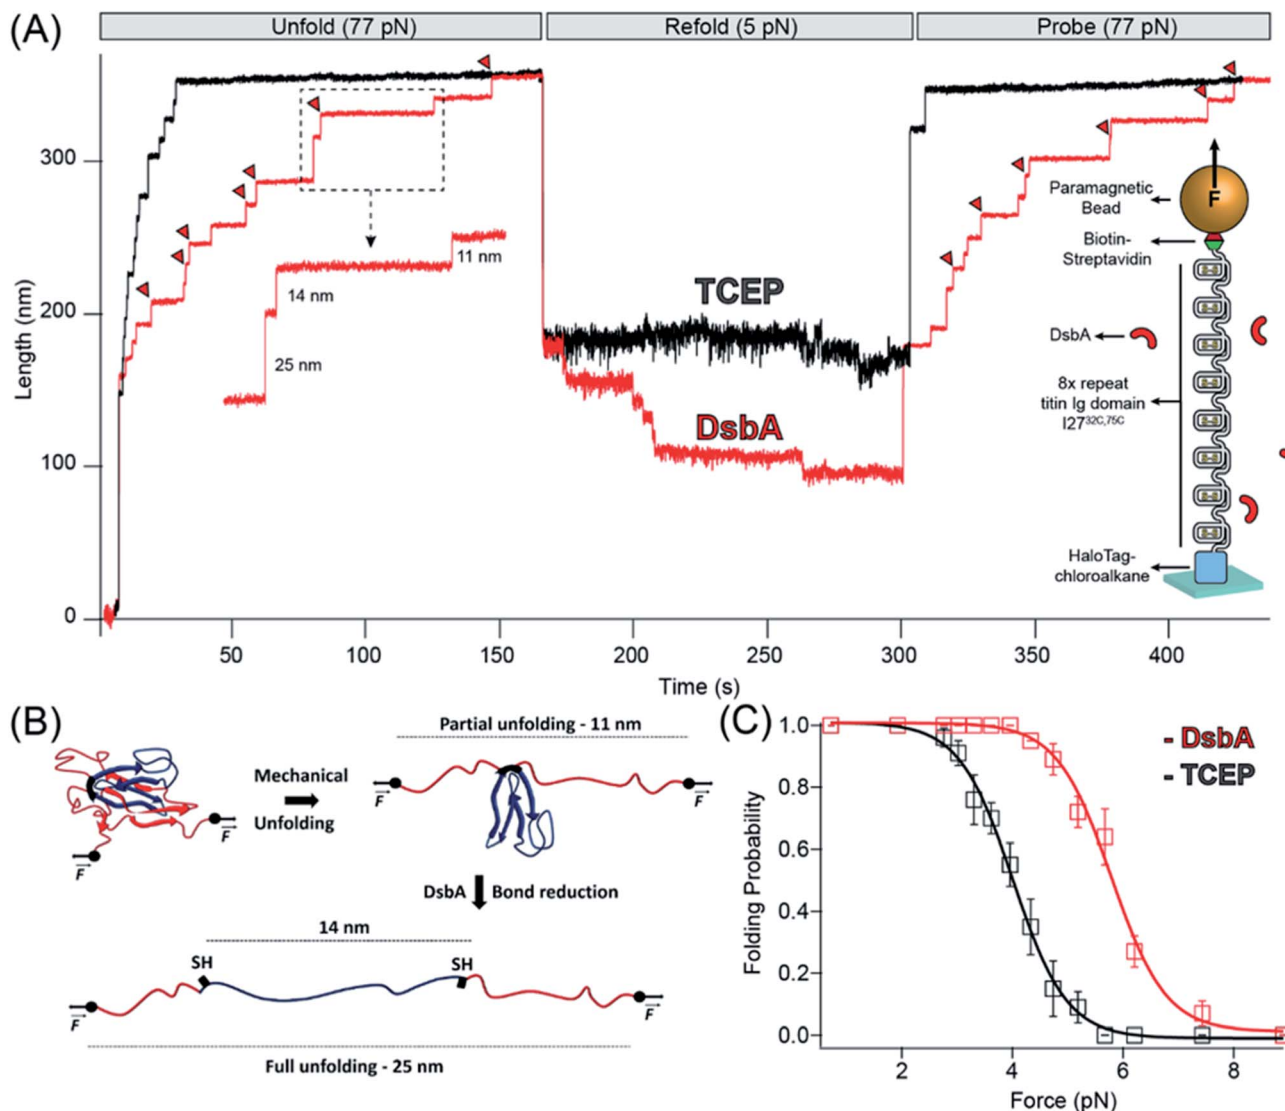 (A)
Unfold (77 pN)
Refold (5 pN)
Probe (77 pN)
Length (nm)
300
200
100
0
25 nm
14 nm
11 nm
TCEP
DsbA
Paramagnetic
Bead
F
Biotin-
Streptavidin
DsbA
8x repeat
titin Ig domain
I27³²ᶜ,⁷⁵ᶜ
HaloTag-
chloroalkane
50
100
150
200
250
300
350
400
Time (s)
(B)
F
F
Mechanical
Unfolding
Partial unfolding - 11 nm
F
F
DsbA
Bond reduction
14 nm
SH
SH
F
F
Full unfolding - 25 nm
(C)
Folding Probability
1.0
0.8
0.6
0.4
0.2
0.0
- DsbA
- TCEP
2
4
6
8
Force (pN)